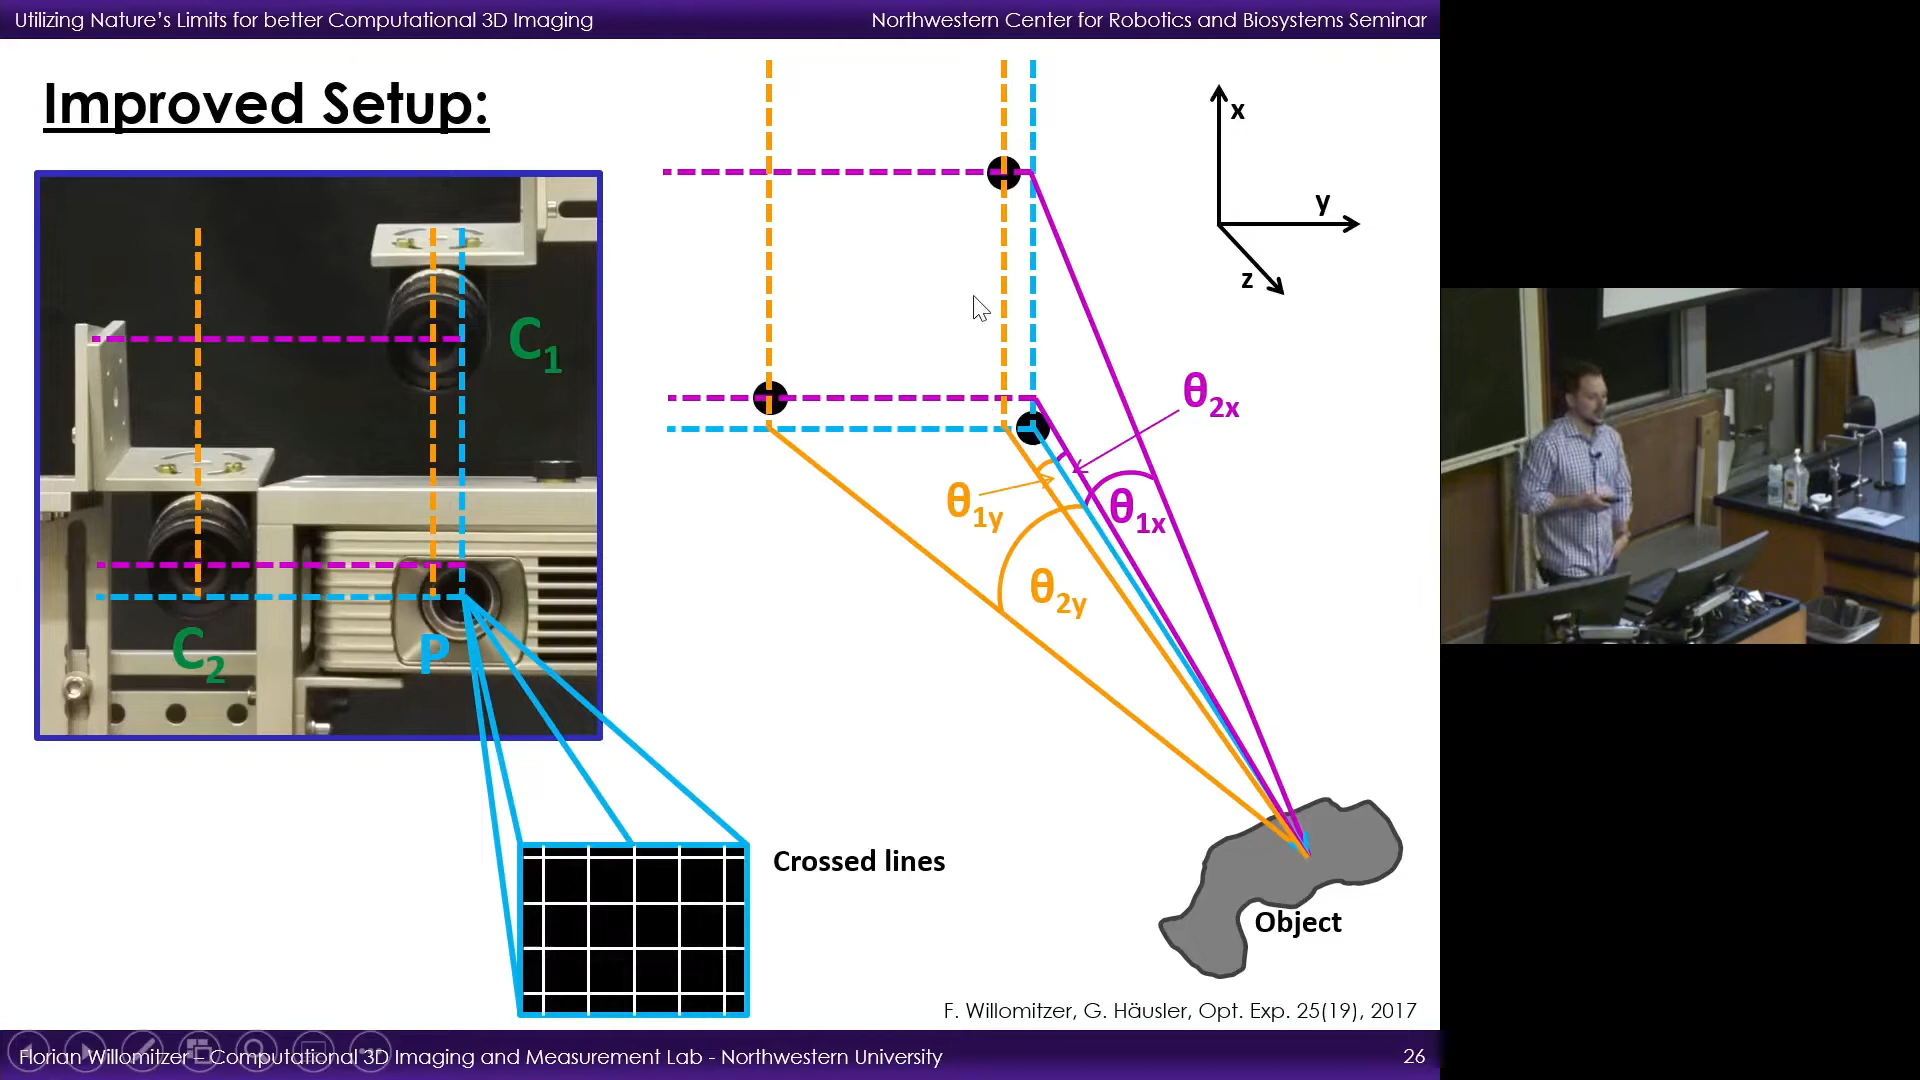 Utilizing Nature’s Limits for better Computational 3D Imaging
Northwestern Center for Robotics and Biosystems Seminar
Improved Setup:
x
y
z
C1
C2
P
θ2x
θ1y
θ1x
θ2y
Crossed lines
Object
F. Willomitzer, G. Häusler, Opt. Exp. 25(19), 2017
Florian Willomitzer – Computational 3D Imaging and Measurement Lab - Northwestern University
26